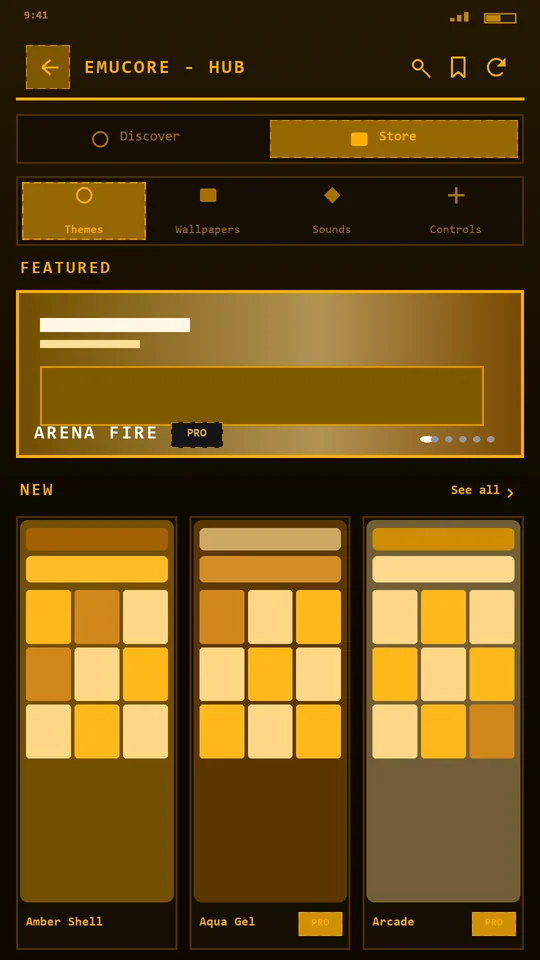 9:41
EMUCORE - HUB
Discover
Store
Themes
Wallpapers
Sounds
Controls
FEATURED
ARENA FIRE
PRO
NEW
See all
Amber Shell
Aqua Gel
PRO
Arcade
PRO